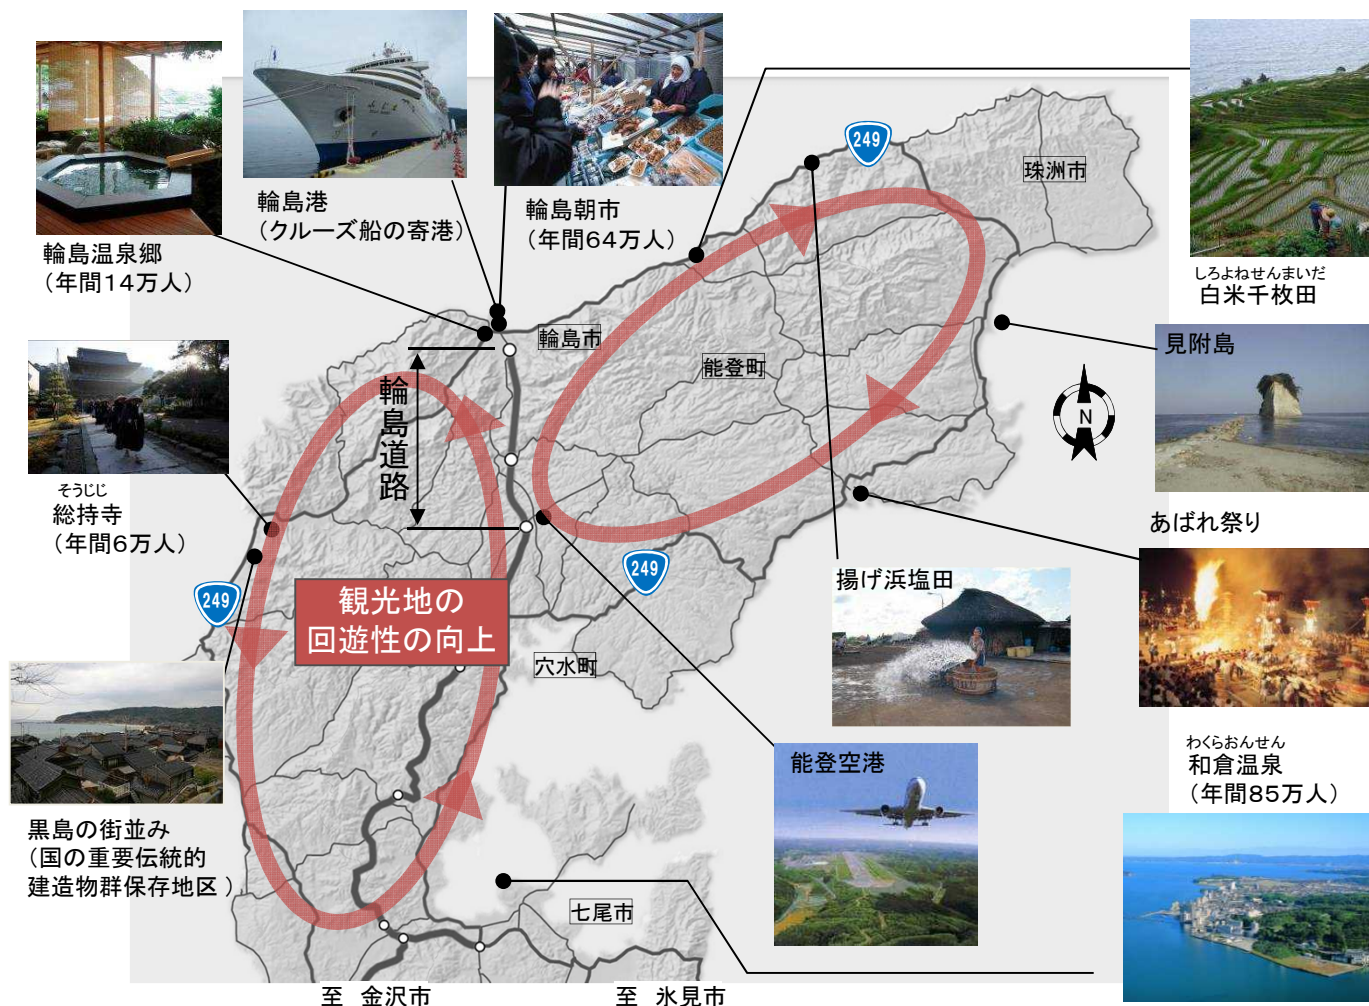 輪島温泉郷
（年間14万人）
輪島港
（クルーズ船の寄港）
輪島朝市
（年間64万人）
249
珠洲市
しろよねせんまいだ
白米千枚田
輪島市
能登町
見附島
輪島道路
N
そうじじ
総持寺
（年間6万人）
あばれ祭り
249
249
観光地の
回遊性の向上
揚げ浜塩田
穴水町
わくらおんせん
和倉温泉
（年間85万人）
能登空港
黒島の街並み
（国の重要伝統的
建造物群保存地区）
七尾市
至 金沢市
至 氷見市